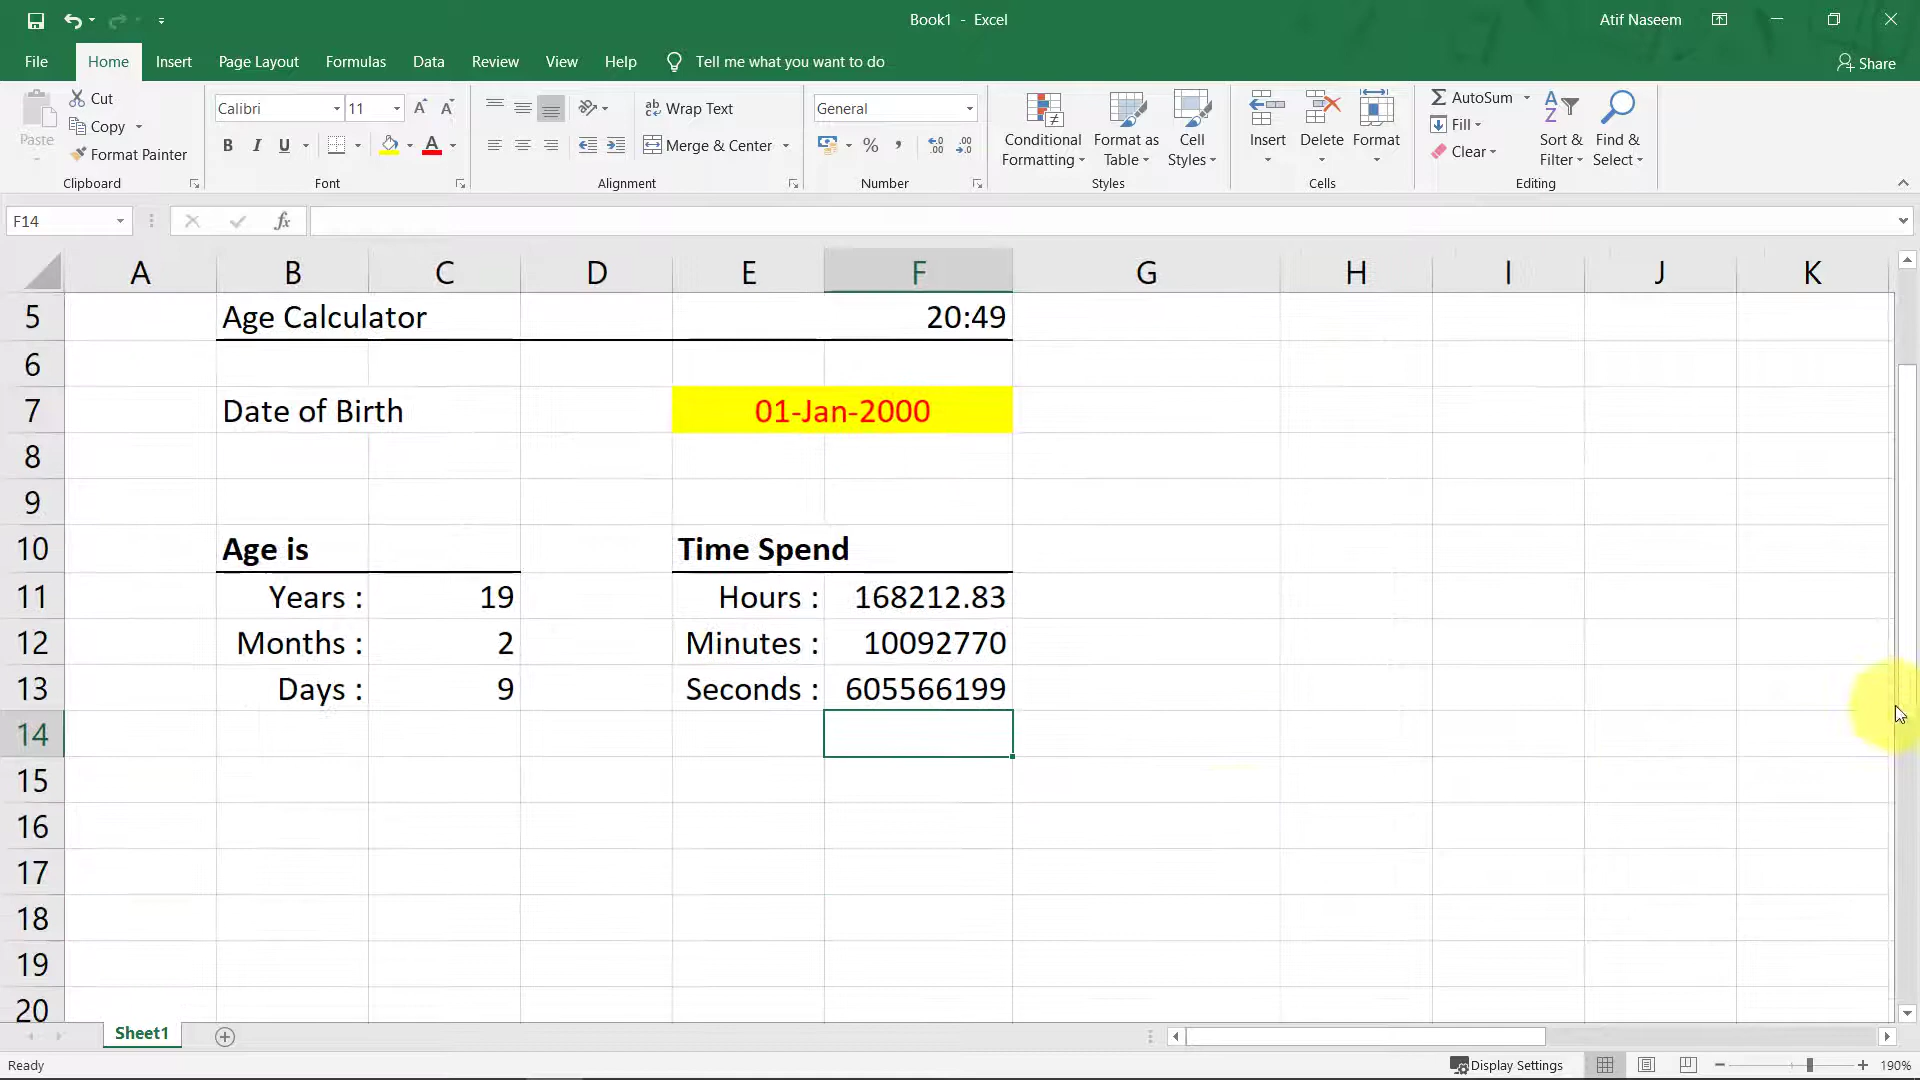 Book1 - Excel
Atif Naseem
File Home Insert Page Layout Formulas Data Review View Help Tell me what you want to do Share
Paste
Cut
Copy
Format Painter
Clipboard
Calibri 11
B I U
Font
Wrap Text
Merge & Center
Alignment
General
%
Number
Conditional Formatting
Format as Table
Cell Styles
Styles
Insert
Delete
Format
Cells
AutoSum
Fill
Clear
Sort & Filter
Find & Select
Editing
F14
fx
A B C D E F G H I J K
5 Age Calculator 20:49
6
7 Date of Birth 01-Jan-2000
8
9
10 Age is Time Spend
11 Years : 19 Hours : 168212.83
12 Months : 2 Minutes : 10092770
13 Days : 9 Seconds : 605566199
14
15
16
17
18
19
20
Sheet1
Ready Display Settings 190%